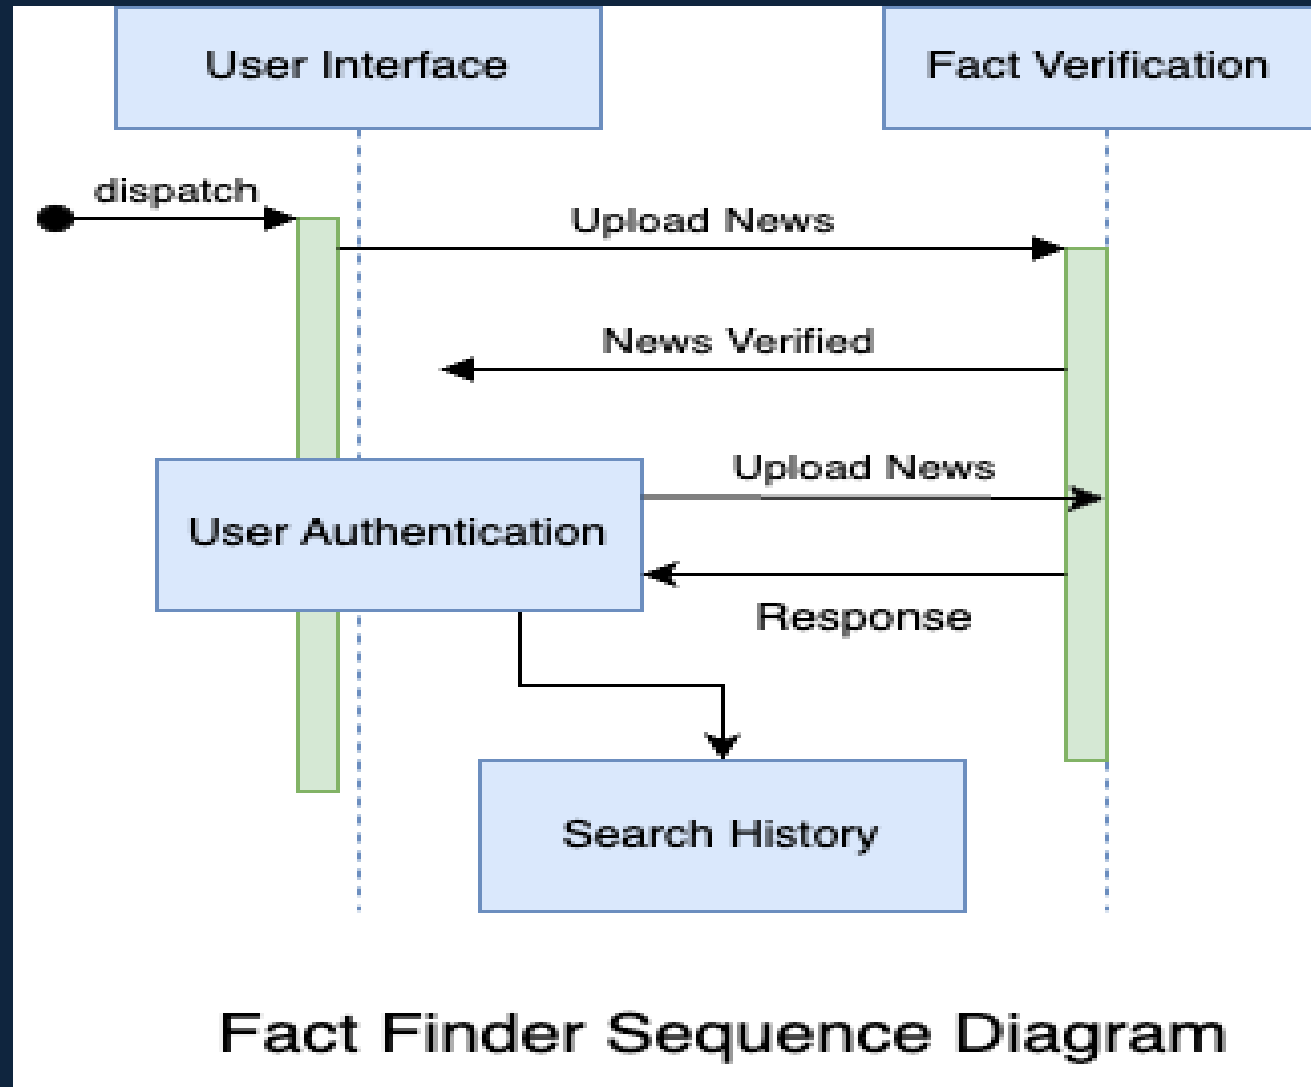 User Interface
Fact Verification
dispatch
Upload News
News Verified
Upload News
User Authentication
Response
Search History
Fact Finder Sequence Diagram